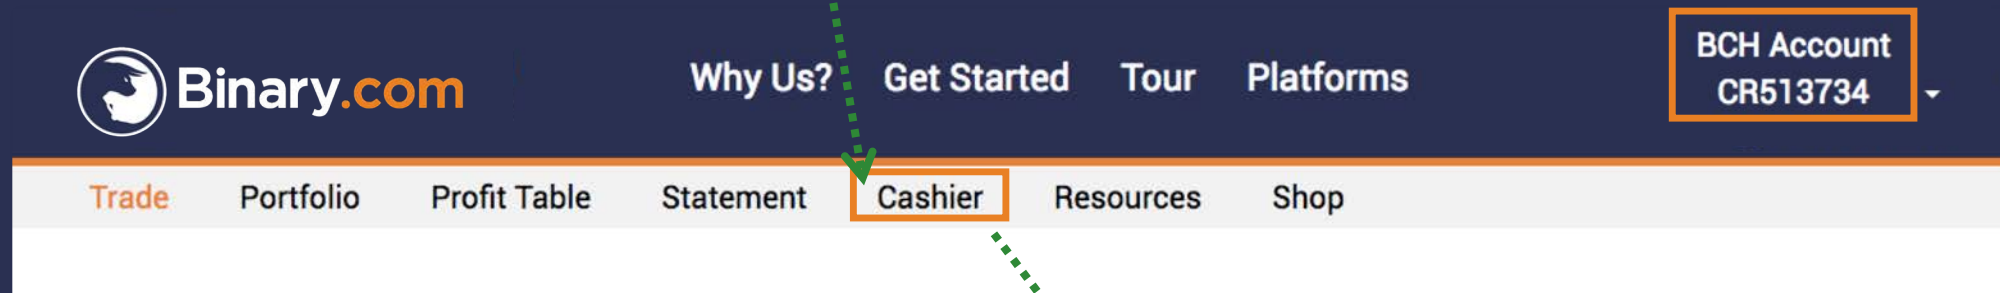 Binary.com
Why Us? Get Started Tour Platforms
BCH Account
CR513734
Trade Portfolio Profit Table Statement Cashier Resources Shop